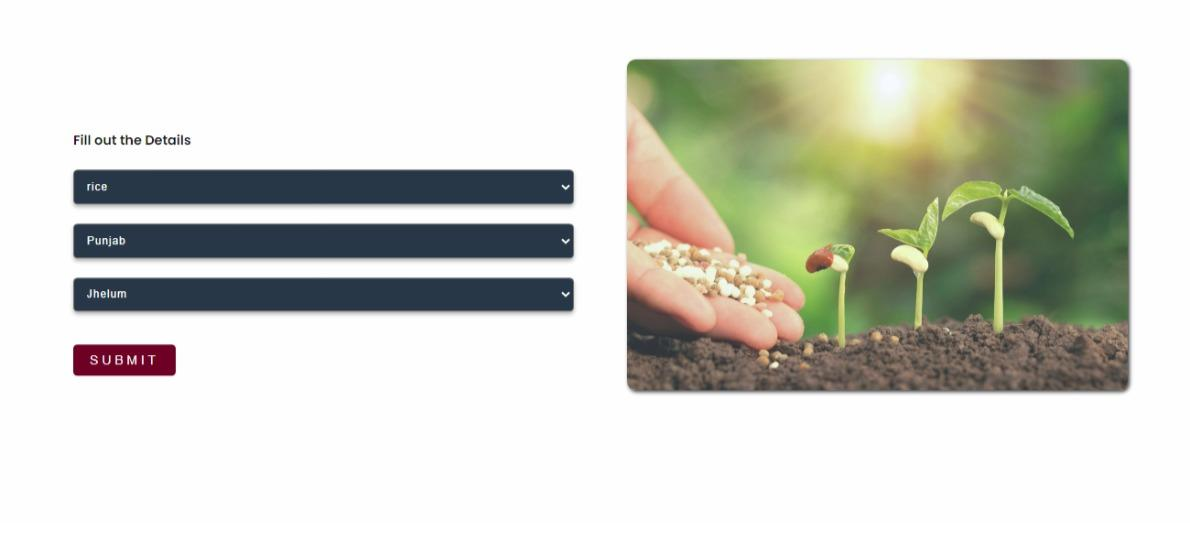 Fill out the Details
rice
Punjab
Jhelum
SUBMIT